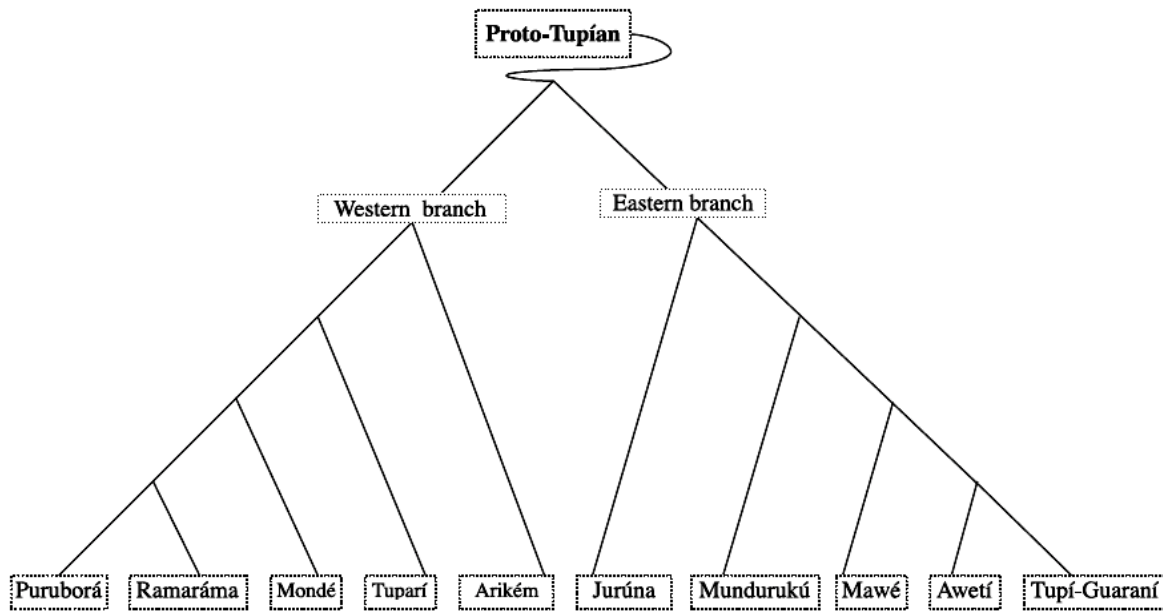 Proto-Tupían
Western branch
Eastern branch
Puruborá
Ramaráma
Mondé
Tuparí
Arikém
Jurúna
Mundurukú
Mawé
Awetí
Tupí-Guaraní